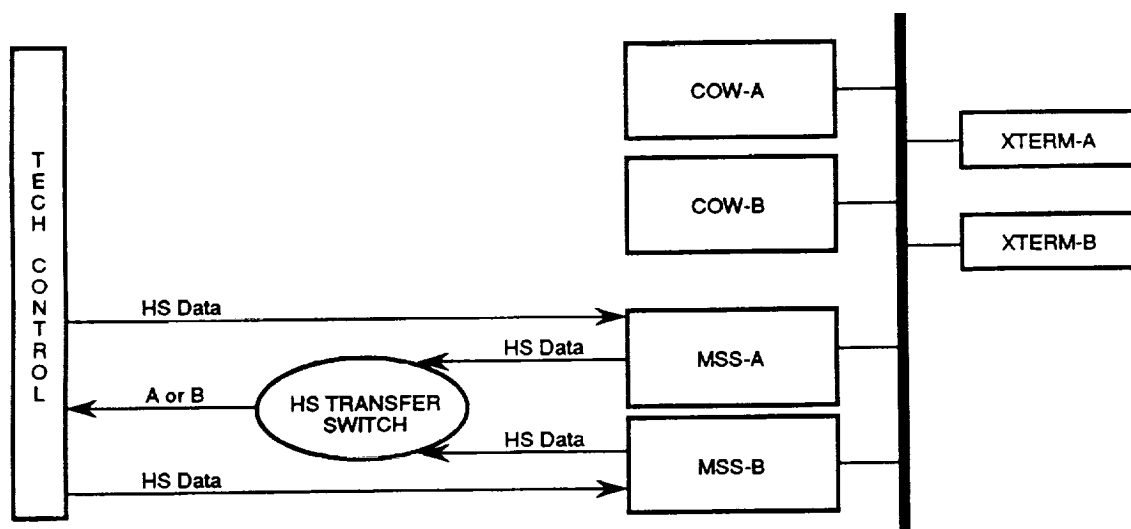 TECH CONTROL
COW-A
XTERM-A
COW-B
XTERM-B
HS Data
HS Data
MSS-A
A or B
HS TRANSFER
SWITCH
HS Data
MSS-B
HS Data